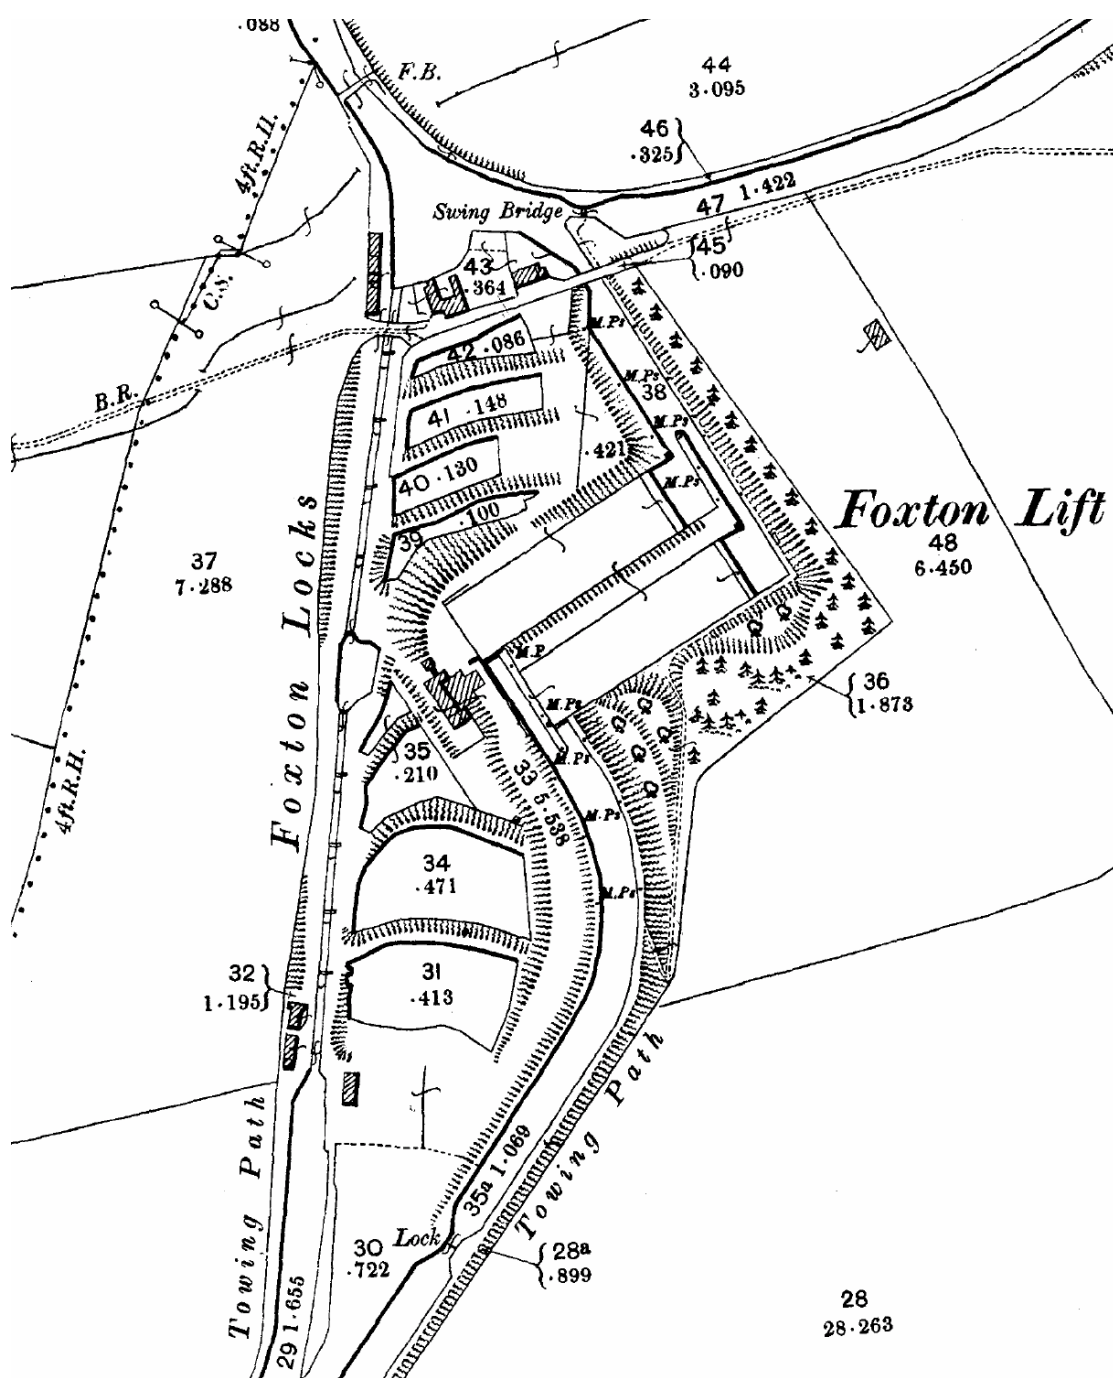 .088
F.B.
44
3.095
4ft.R.H.
46
.325
1.422
47
Swing Bridge
45
.090
43
.364
C.S.
M.Ps
42 .086
B.R.
M.Ps
38
41 .148
M.Ps
.421
40 .130
M.Ps
Foxton Lift
39
.100
48
6.450
37
7.288
Foxton Locks
M.P.
36
1.873
M.Ps
35
.210
M.Ps
33 5.538
4ft.R.H.
M.Ps
34
.471
M.Ps
32
1.195
31
.413
Towing Path
Towing Path
35a 1.069
Lock
30
.722
28a
.899
29 1.655
28
28.263